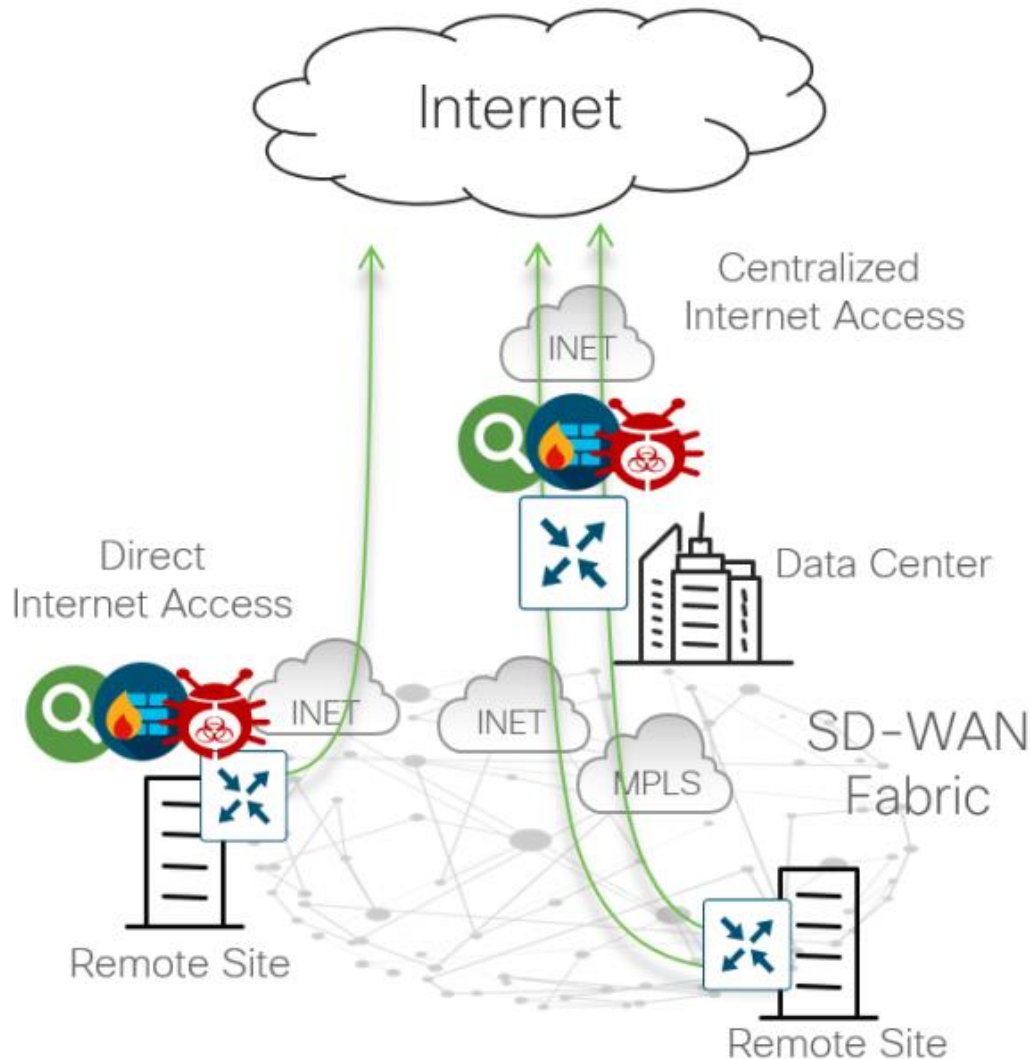 Internet
Centralized
Internet Access
INET
Direct
Internet Access
Data Center
INET
INET
MPLS
SD-WAN
Fabric
Remote Site
Remote Site